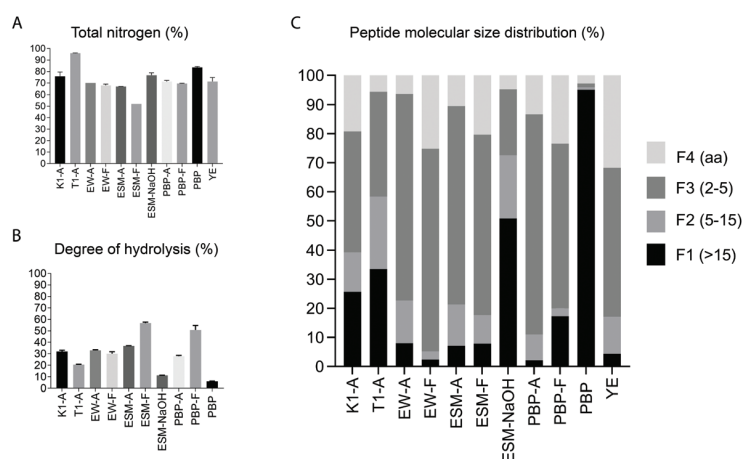 A
Total nitrogen (%)
100
90
80
70
60
50
40
30
20
10
0
K1-A
T1-A
EW-A
EW-F
ESM-A
ESM-F
ESM-NaOH
PBP-A
PBP-F
PBP
YE
B
Degree of hydrolysis (%)
100
90
80
70
60
50
40
30
20
10
0
K1-A
T1-A
EW-A
EW-F
ESM-A
ESM-F
ESM-NaOH
PBP-A
PBP-F
PBP
C
Peptide molecular size distribution (%)
100
90
80
70
60
50
40
30
20
10
0
K1-A
T1-A
EW-A
EW-F
ESM-A
ESM-F
ESM-NaOH
PBP-A
PBP-F
PBP
YE
F4 (aa)
F3 (2-5)
F2 (5-15)
F1 (>15)